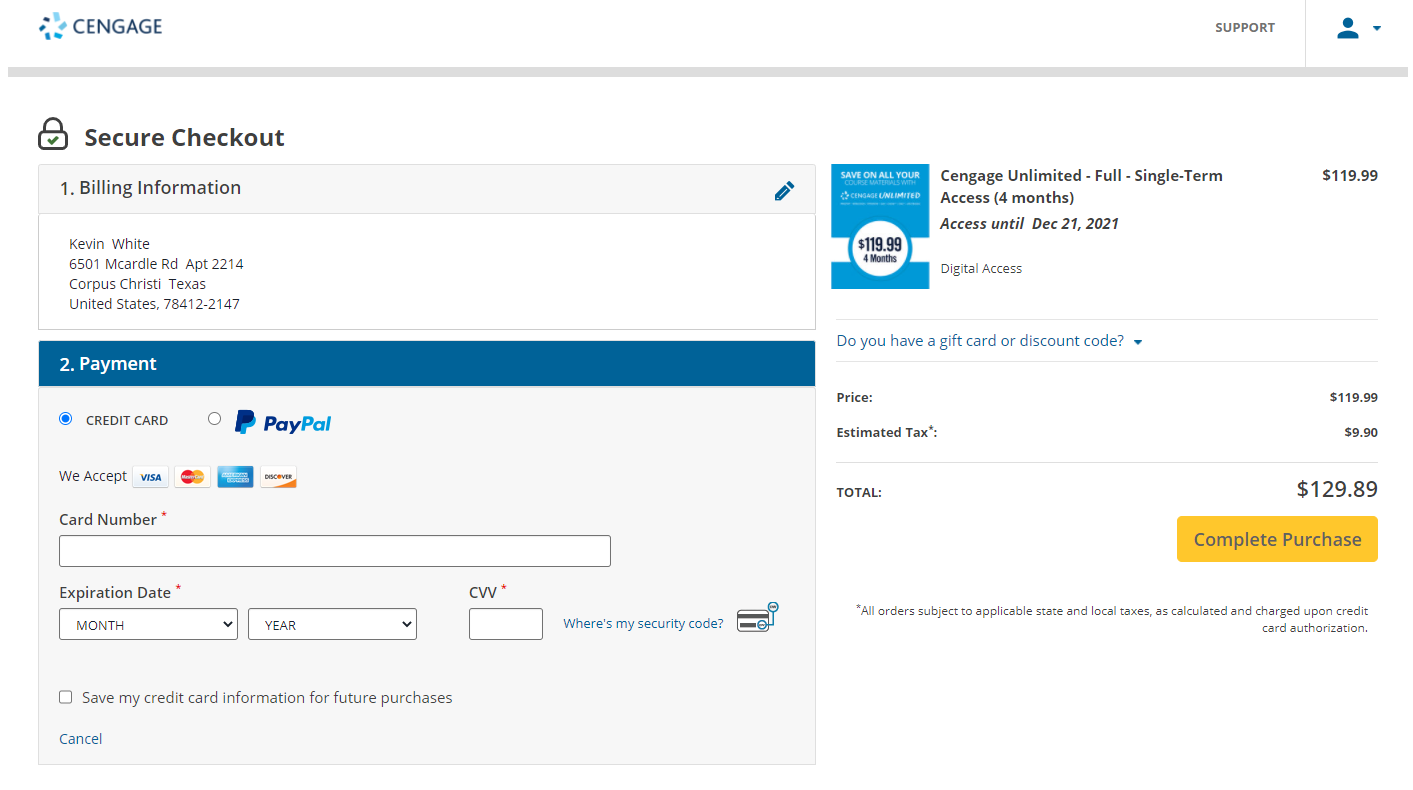 CENGAGE
SUPPORT
Secure Checkout
1. Billing Information
Kevin White
6501 Mcardle Rd Apt 2214
Corpus Christi Texas
United States, 78412-2147
2. Payment
CREDIT CARD
PayPal
We Accept
VISA
MasterCard
AMERICAN EXPRESS
DISCOVER
Card Number *
Expiration Date *
CVV *
MONTH
YEAR
Where's my security code?
Save my credit card information for future purchases
Cancel
SAVE ON ALL YOUR
COURSE MATERIALS WITH
CENGAGE UNLIMITED
$119.99
4 Months
Cengage Unlimited - Full - Single-Term
Access (4 months)
$119.99
Access until Dec 21, 2021
Digital Access
Do you have a gift card or discount code?
Price: $119.99
Estimated Tax*: $9.90
TOTAL: $129.89
Complete Purchase
*All orders subject to applicable state and local taxes, as calculated and charged upon credit
card authorization.